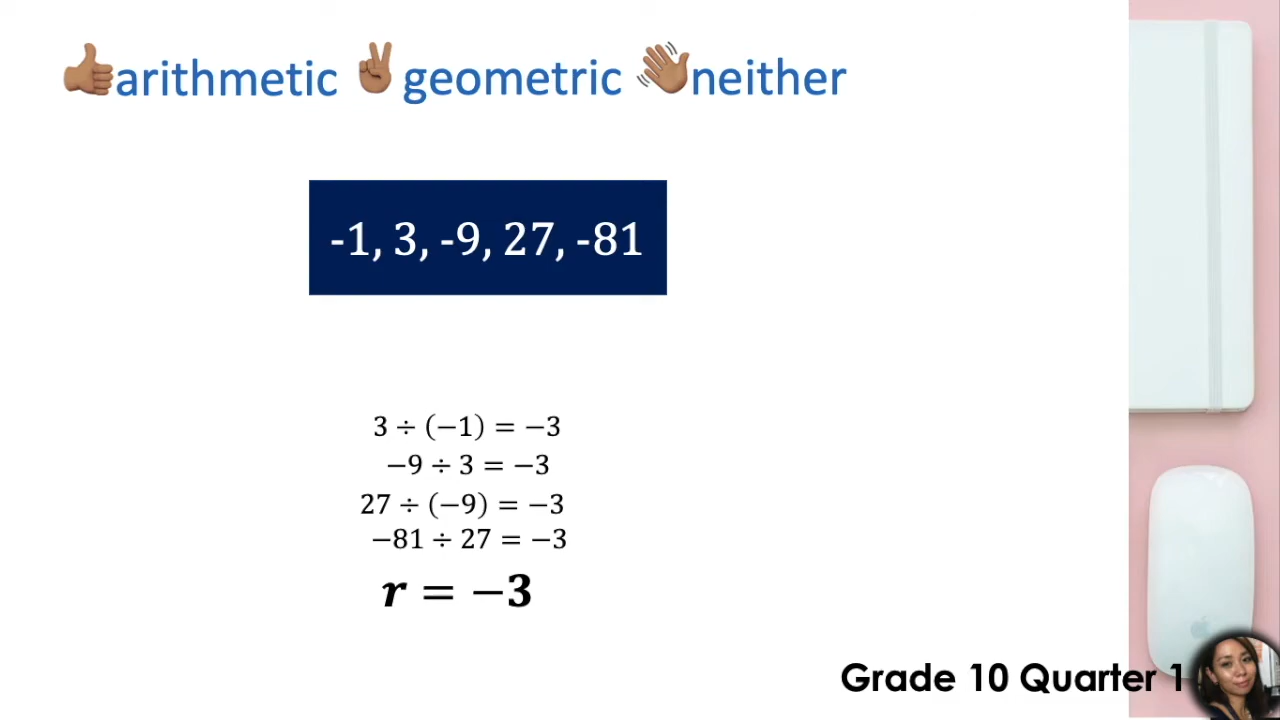 👍🏽arithmetic ✌🏽geometric 👋🏽neither
-1, 3, -9, 27, -81
3 ÷ (−1) = −3
−9 ÷ 3 = −3
27 ÷ (−9) = −3
−81 ÷ 27 = −3
r = −3
Grade 10 Quarter 1